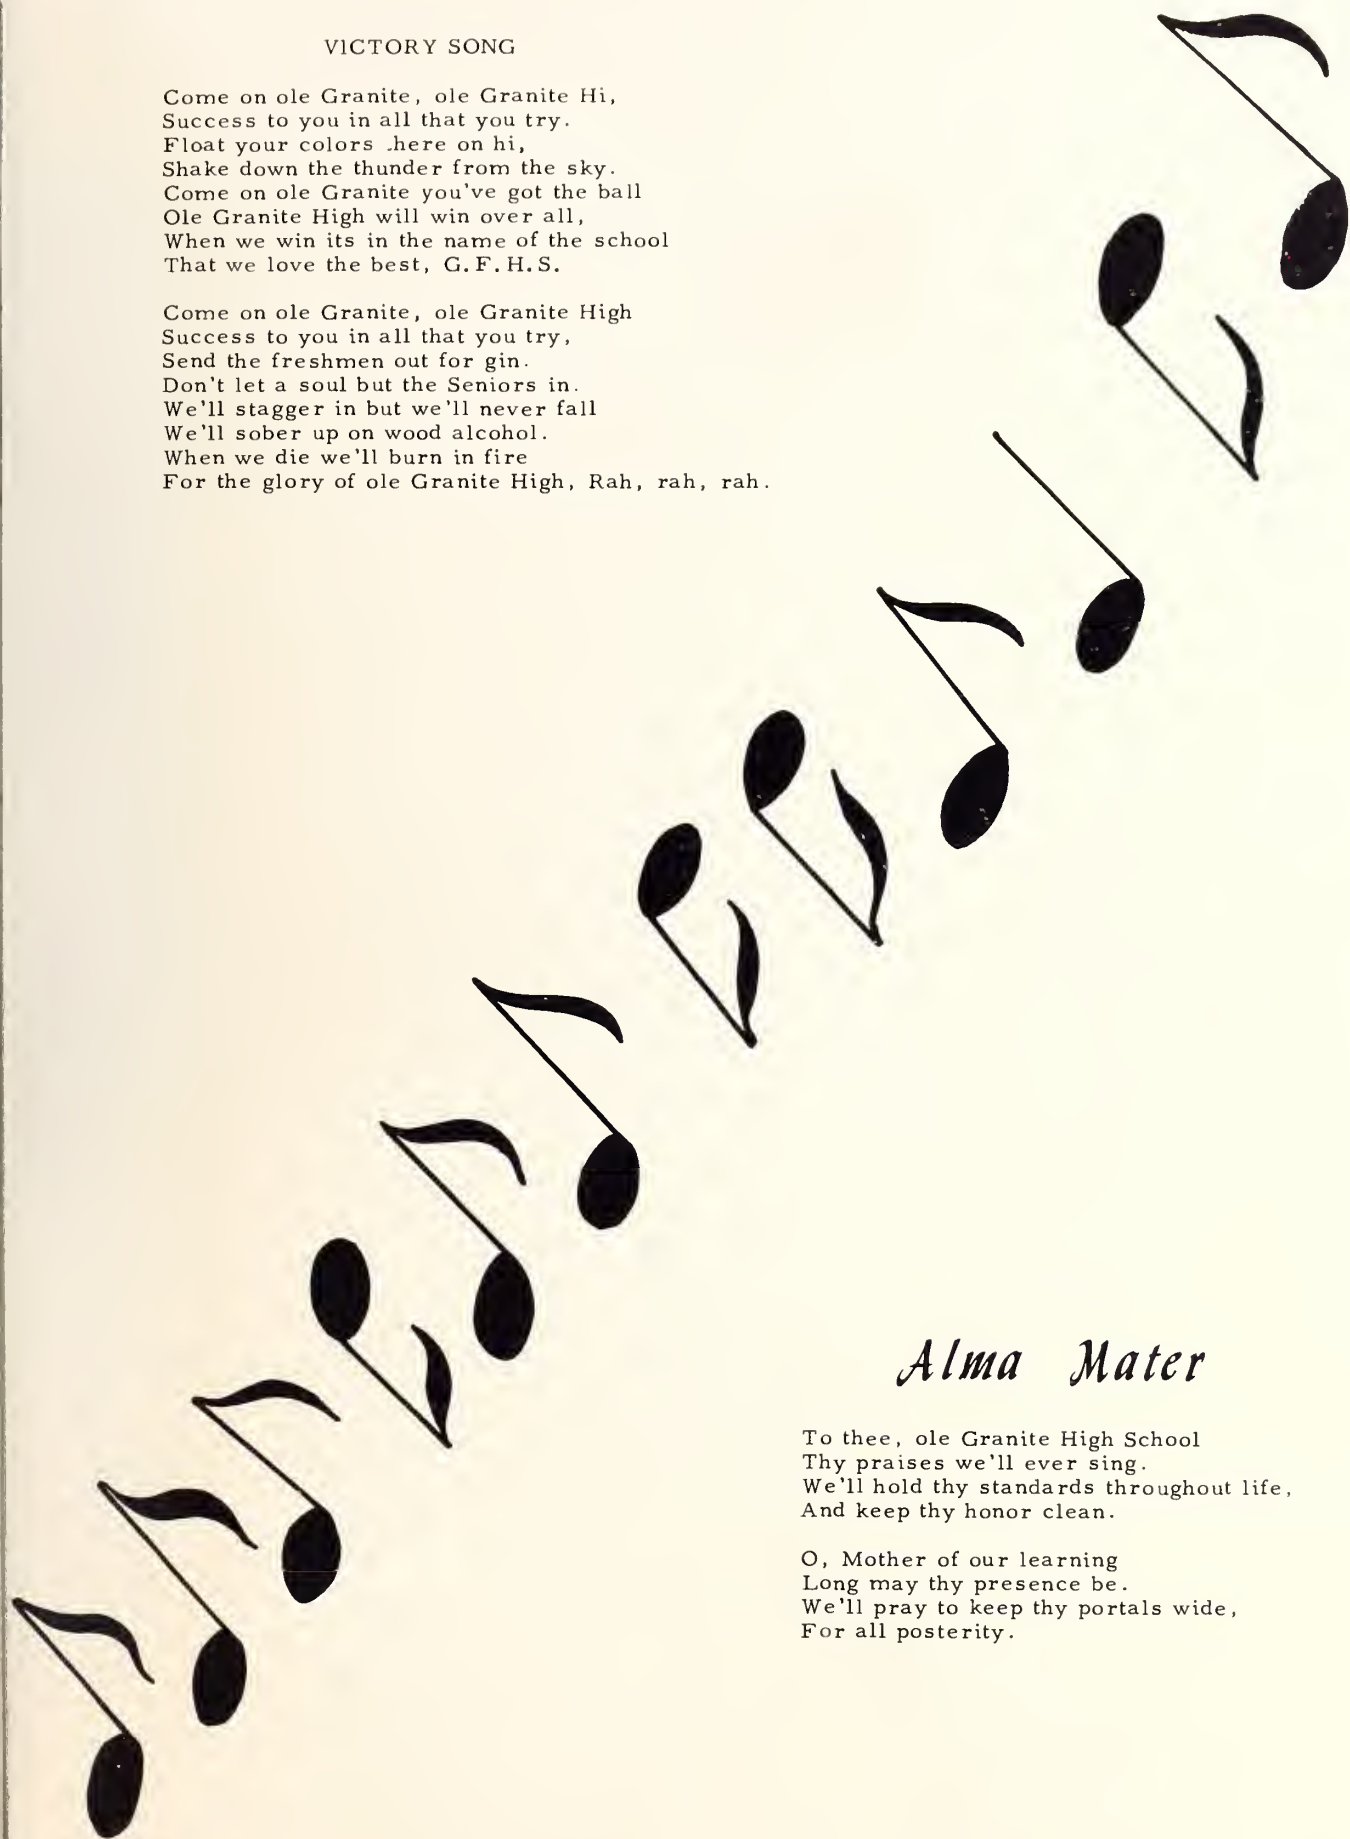 VICTORY SONG
Come on ole Granite, ole Granite Hi,
Success to you in all that you try.
Float your colors .here on hi,
Shake down the thunder from the sky.
Come on ole Granite you've got the ball
Ole Granite High will win over all,
When we win its in the name of the school
That we love the best, G.F.H.S.
Come on ole Granite, ole Granite High
Success to you in all that you try,
Send the freshmen out for gin.
Don't let a soul but the Seniors in.
We'll stagger in but we'll never fall
We'll sober up on wood alcohol.
When we die we'll burn in fire
For the glory of ole Granite High, Rah, rah, rah.
Alma Mater
To thee, ole Granite High School
Thy praises we'll ever sing.
We'll hold thy standards throughout life,
And keep thy honor clean.
O, Mother of our learning
Long may thy presence be.
We'll pray to keep thy portals wide,
For all posterity.